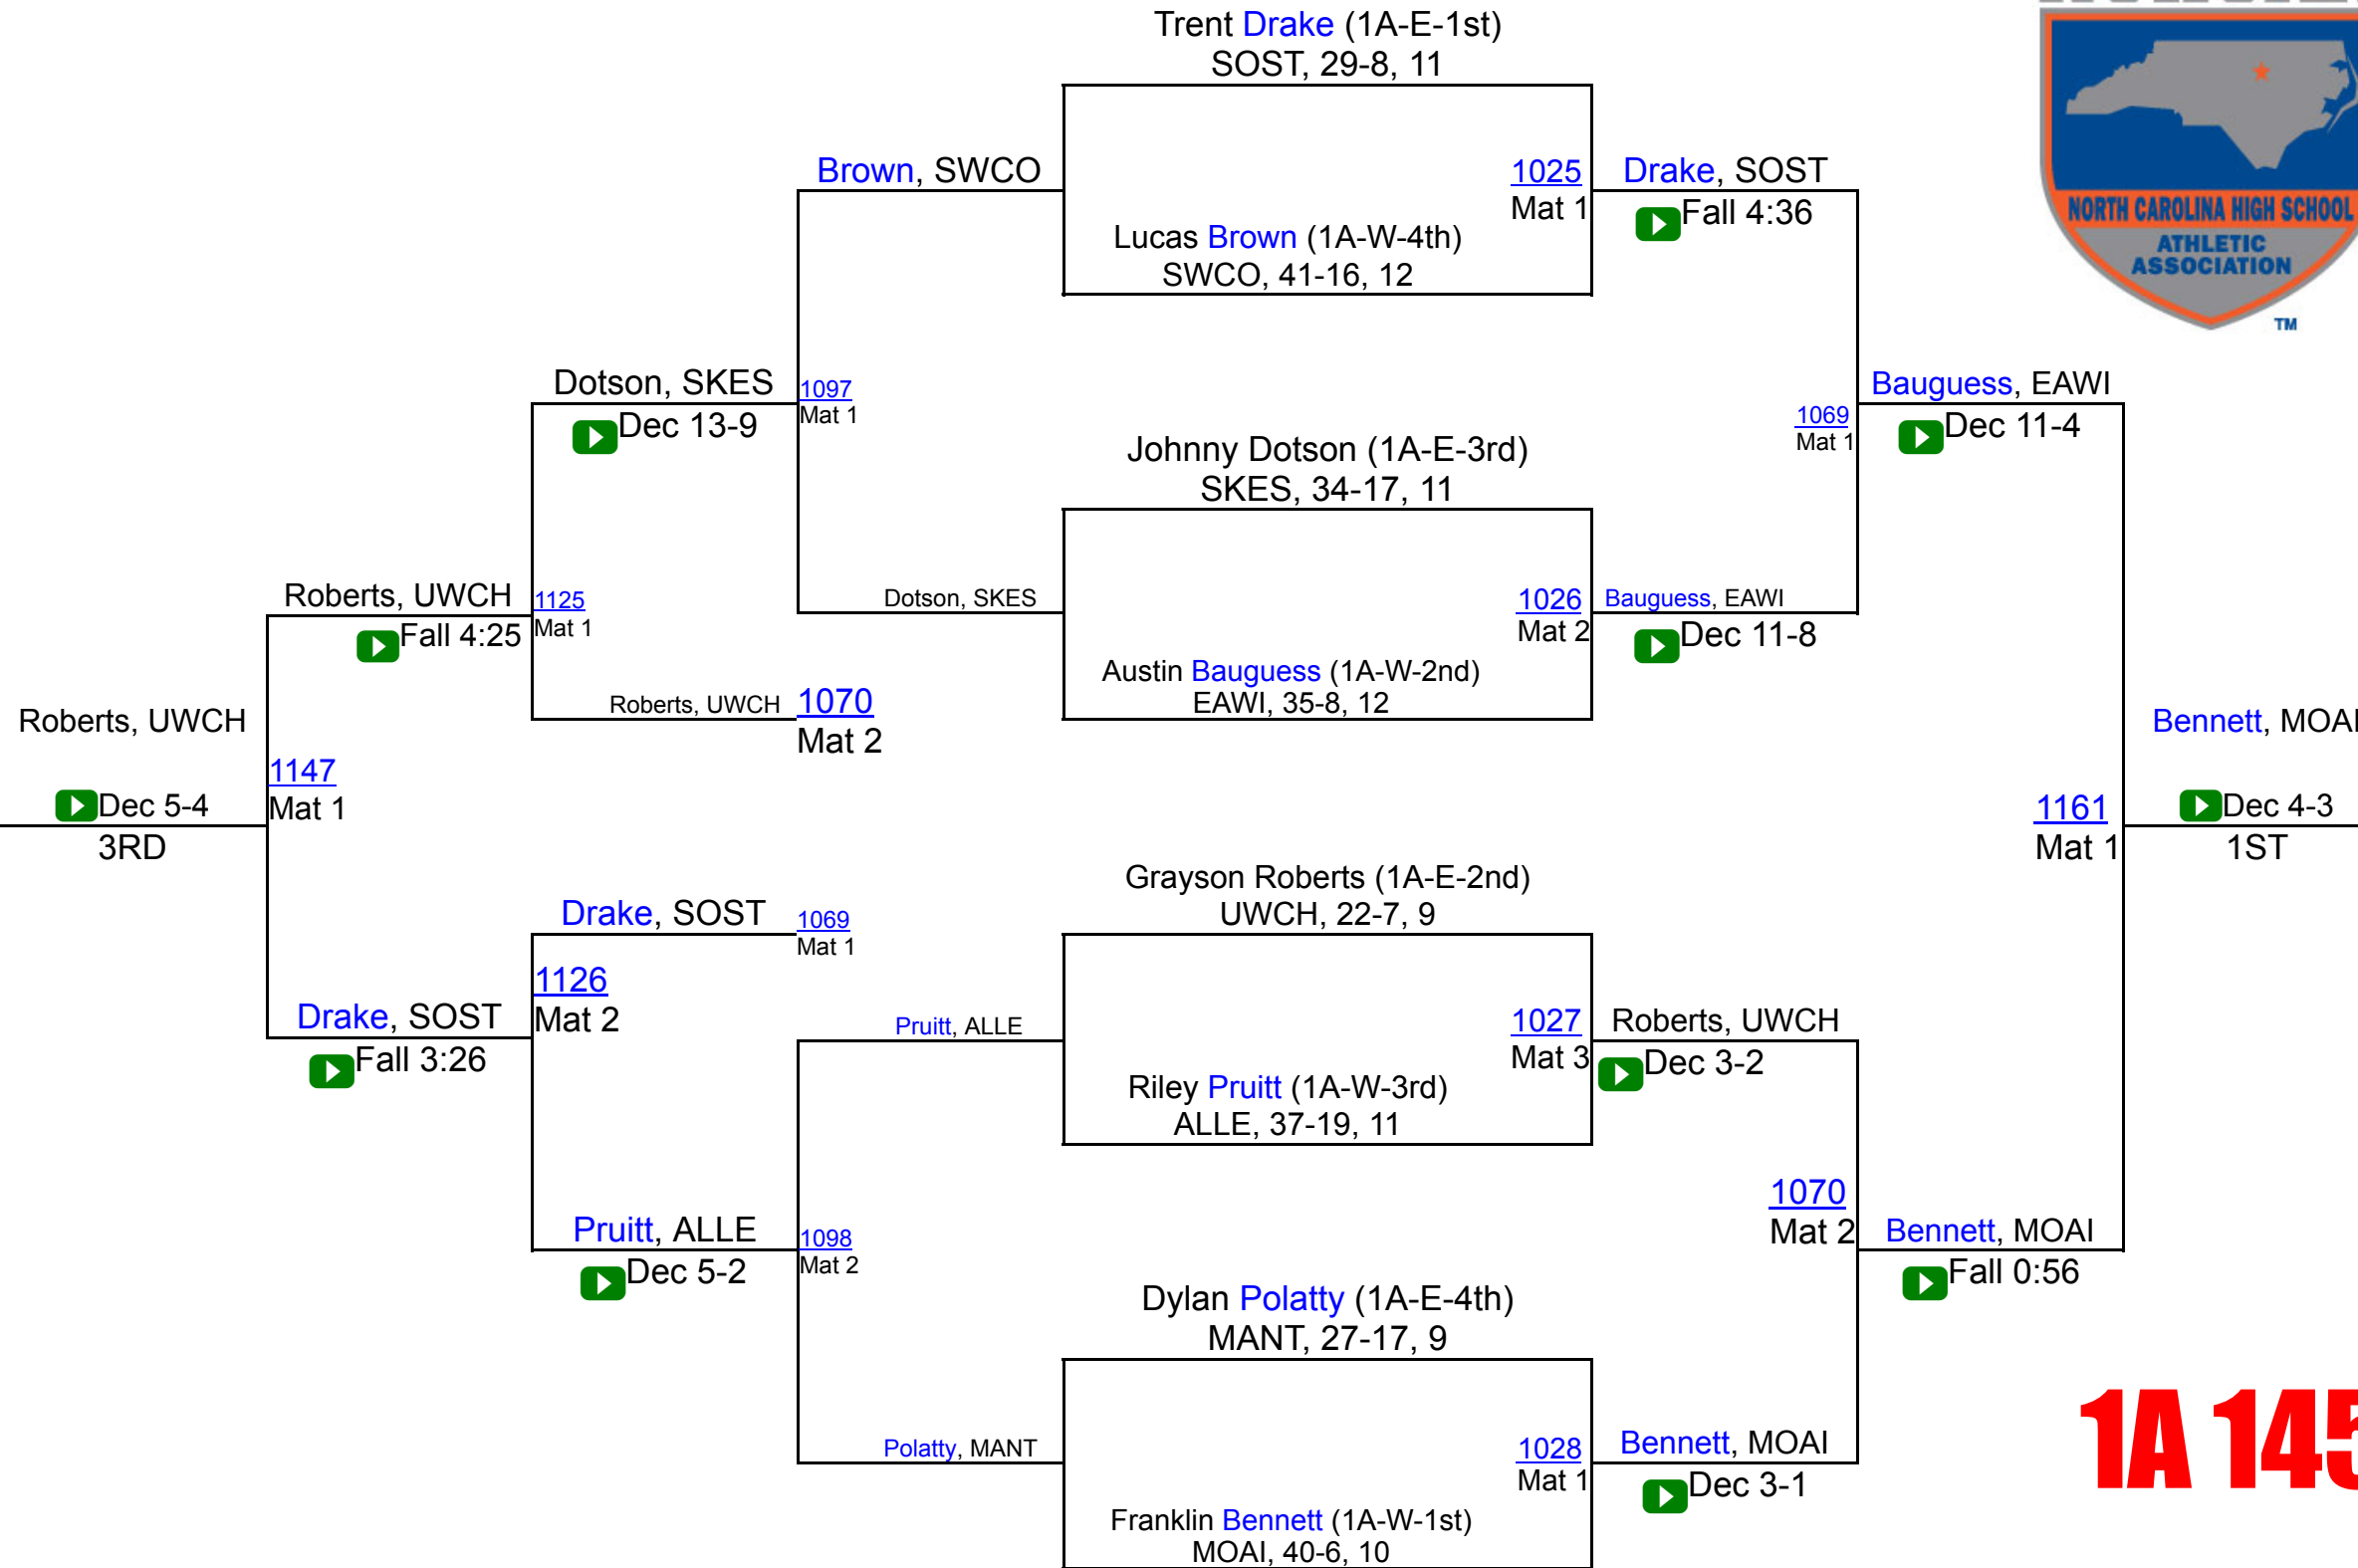 Trent Drake (1A-E-1st)
SOST, 29-8, 11
Brown, SWCO
1025
Mat 1
Drake, SOST
Fall 4:36
Lucas Brown (1A-W-4th)
SWCO, 41-16, 12
NORTH CAROLINA HIGH SCHOOL
ATHLETIC
ASSOCIATION
TM
Dotson, SKES
Dec 13-9
1097
Mat 1
Johnny Dotson (1A-E-3rd)
SKES, 34-17, 11
1069
Mat 1
Bauguess, EAWI
Dec 11-4
Roberts, UWCH
Fall 4:25
1125
Mat 1
Dotson, SKES
1026
Mat 2
Bauguess, EAWI
Dec 11-8
Austin Bauguess (1A-W-2nd)
EAWI, 35-8, 12
Roberts, UWCH
1070
Mat 2
Roberts, UWCH
Dec 5-4
3RD
1147
Mat 1
Bennett, MOAI
Dec 4-3
1ST
1161
Mat 1
Grayson Roberts (1A-E-2nd)
UWCH, 22-7, 9
Drake, SOST
1069
Mat 1
1126
Mat 2
Drake, SOST
Fall 3:26
Pruitt, ALLE
1027
Mat 3
Roberts, UWCH
Dec 3-2
Riley Pruitt (1A-W-3rd)
ALLE, 37-19, 11
1070
Mat 2
Pruitt, ALLE
Dec 5-2
1098
Mat 2
Bennett, MOAI
Fall 0:56
Dylan Polatty (1A-E-4th)
MANT, 27-17, 9
Polatty, MANT
1028
Mat 1
Bennett, MOAI
Dec 3-1
Franklin Bennett (1A-W-1st)
MOAI, 40-6, 10
1A 145